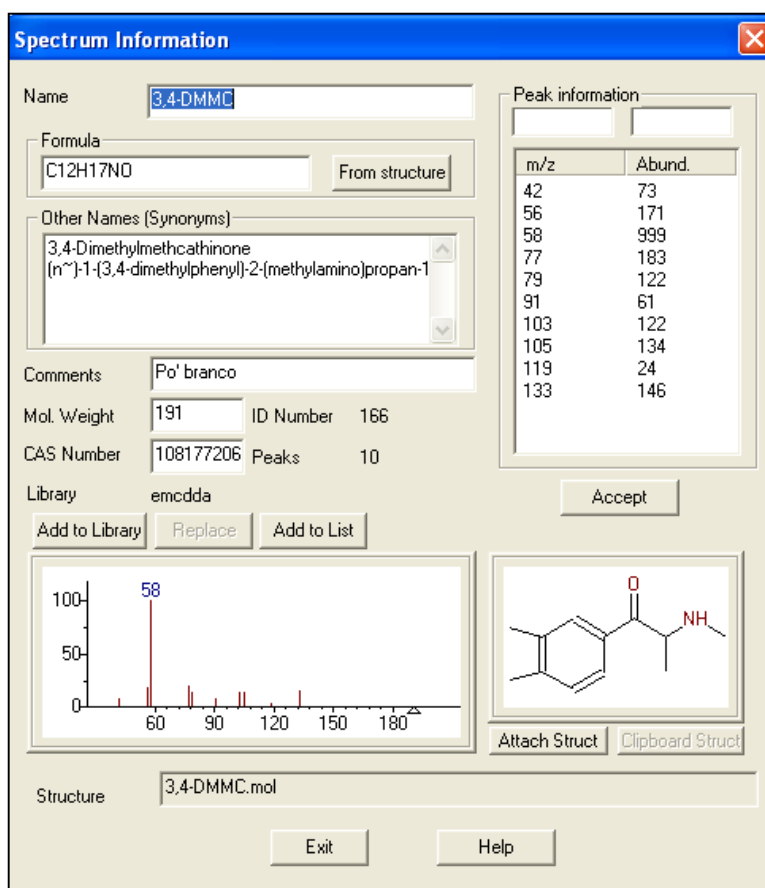 Spectrum Information
Name 3,4-DMMC
Formula
C12H17NO From structure
Other Names (Synonyms)
3,4-Dimethylmethcathinone
(n~)-1-(3,4-dimethylphenyl)-2-(methylamino)propan-1
Comments Po' branco
Mol. Weight 191 ID Number 166
CAS Number 108177206 Peaks 10
Library emcdda
Add to Library Replace Add to List
Peak information
m/z Abund.
42 73
56 171
58 999
77 183
79 122
91 61
103 122
105 134
119 24
133 146
Accept
58
100
50
0
60 90 120 150 180
O
NH
Attach Struct Clipboard Struct
Structure 3,4-DMMC.mol
Exit Help